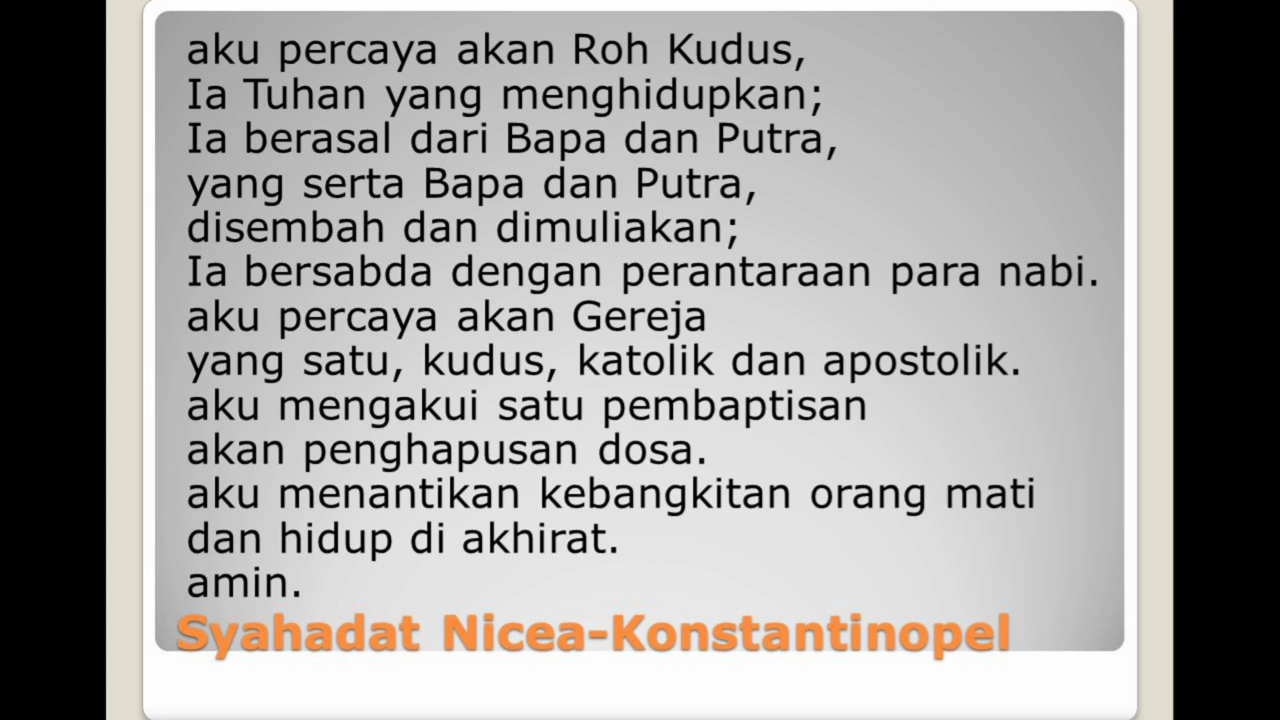 aku percaya akan Roh Kudus,
Ia Tuhan yang menghidupkan;
Ia berasal dari Bapa dan Putra,
yang serta Bapa dan Putra,
disembah dan dimuliakan;
Ia bersabda dengan perantaraan para nabi.
aku percaya akan Gereja
yang satu, kudus, katolik dan apostolik.
aku mengakui satu pembaptisan
akan penghapusan dosa.
aku menantikan kebangkitan orang mati
dan hidup di akhirat.
amin.
Syahadat Nicea-Konstantinopel